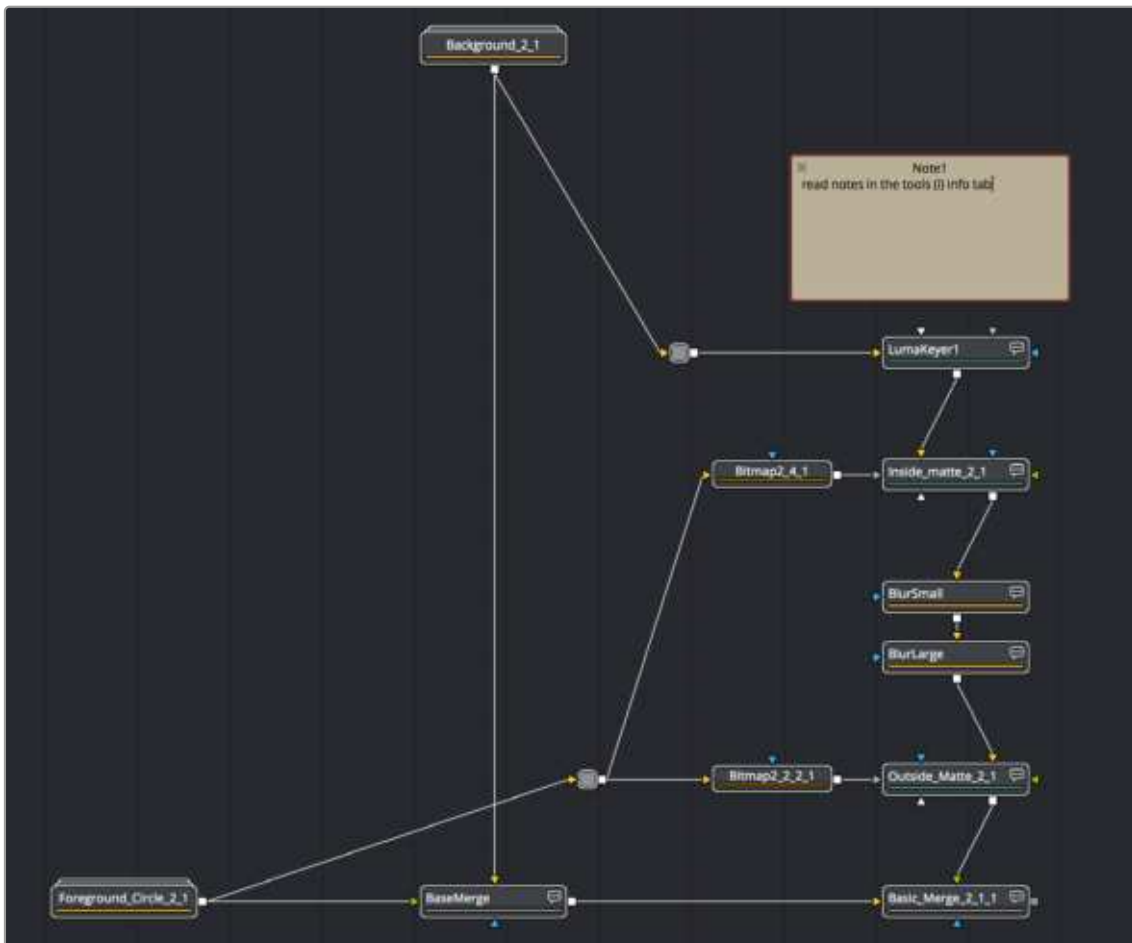 Background_2_1
Note1
read notes in the tools (i) info tab
LumaKeyer1
Bitmap2_4_1
Inside_matte_2_1
BlurSmall
BlurLarge
Bitmap2_2_2_1
Outside_Matte_2_1
Foreground_Circle_2_1
BaseMerge
Basic_Merge_2_1_1